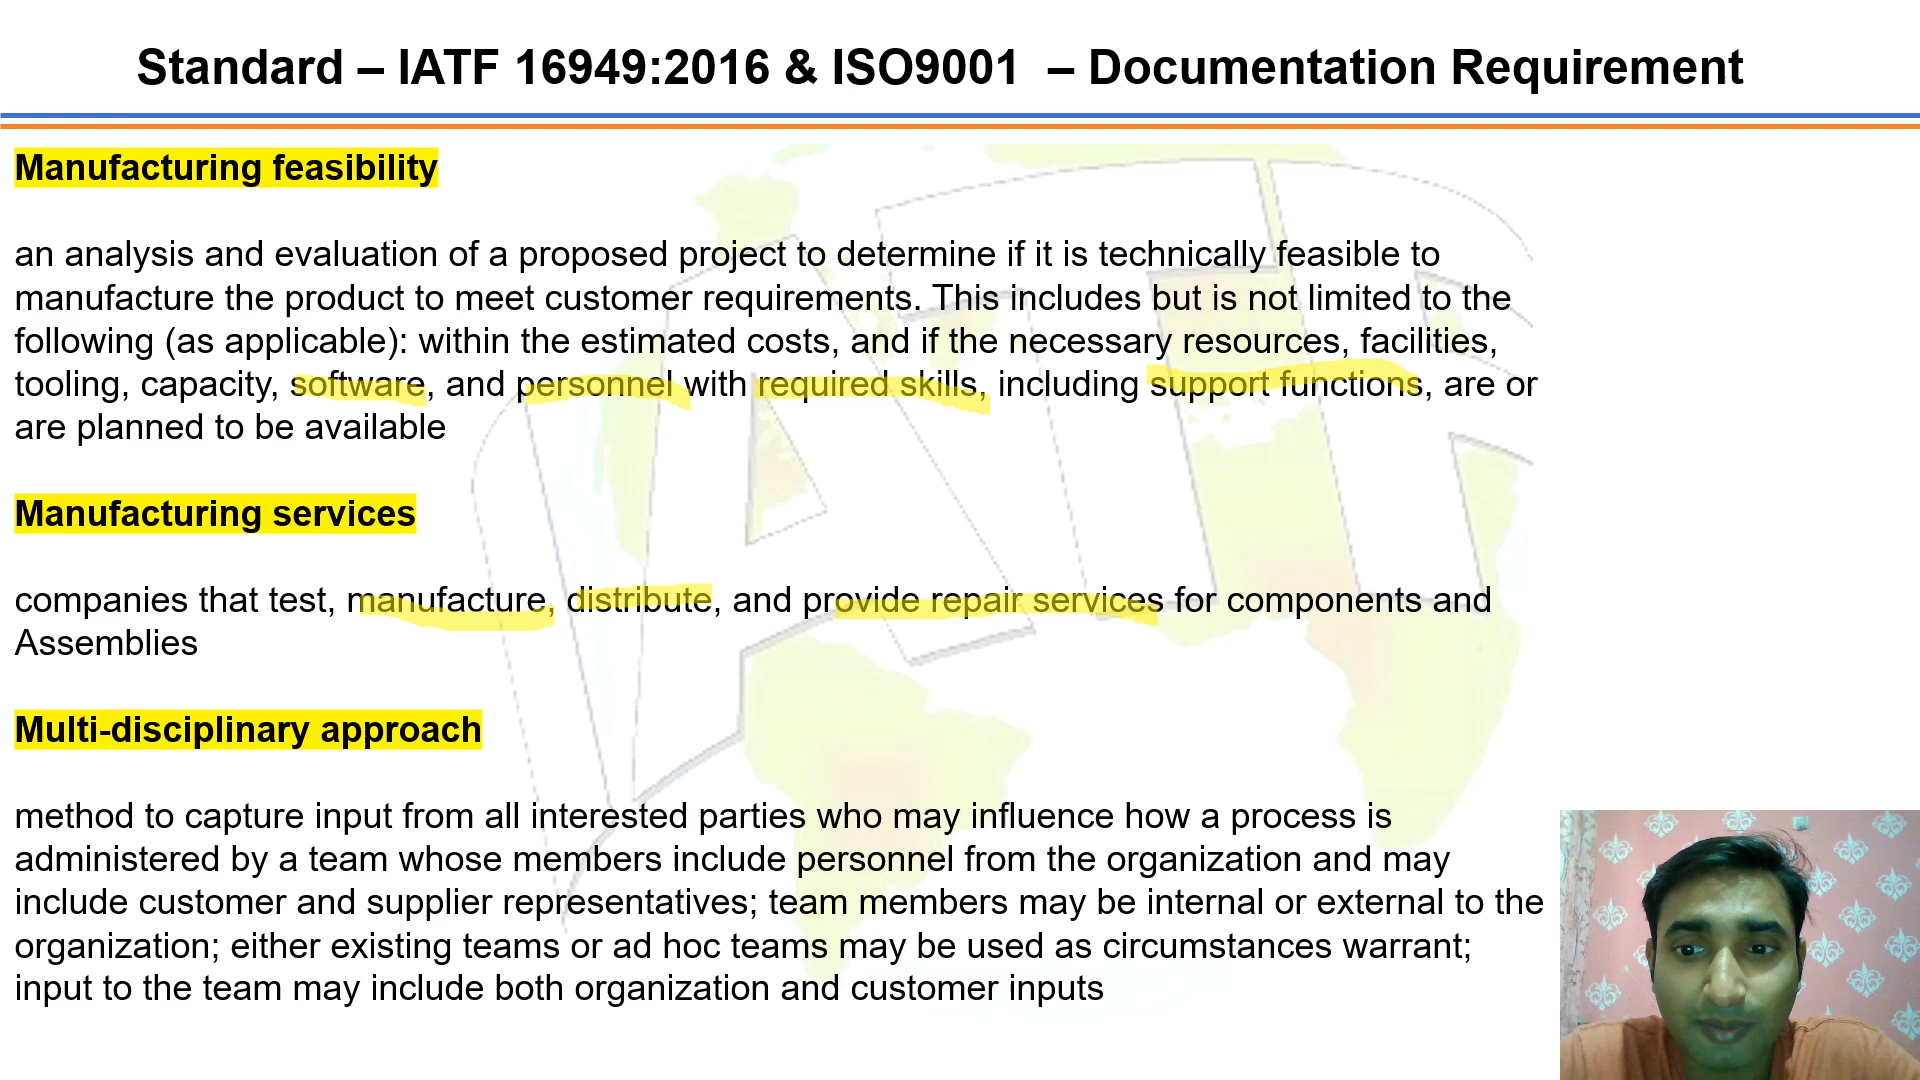 Standard – IATF 16949:2016 & ISO9001 – Documentation Requirement
Manufacturing feasibility
an analysis and evaluation of a proposed project to determine if it is technically feasible to
manufacture the product to meet customer requirements. This includes but is not limited to the
following (as applicable): within the estimated costs, and if the necessary resources, facilities,
tooling, capacity, software, and personnel with required skills, including support functions, are or
are planned to be available
Manufacturing services
companies that test, manufacture, distribute, and provide repair services for components and
Assemblies
Multi-disciplinary approach
method to capture input from all interested parties who may influence how a process is
administered by a team whose members include personnel from the organization and may
include customer and supplier representatives; team members may be internal or external to the
organization; either existing teams or ad hoc teams may be used as circumstances warrant;
input to the team may include both organization and customer inputs
IATF